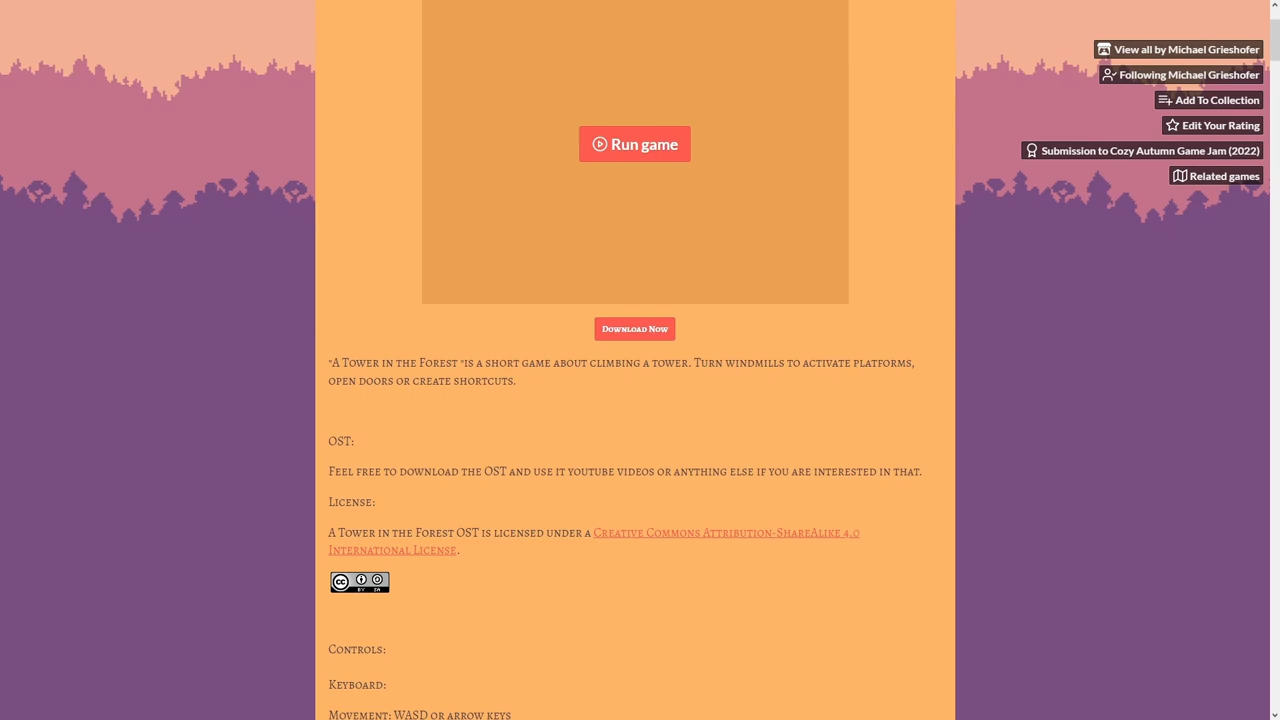 View all by Michael Grieshofer
Following Michael Grieshofer
Add To Collection
Edit Your Rating
Submission to Cozy Autumn Game Jam (2022)
Related games
Run game
Download Now
"A Tower in the Forest "is a short game about climbing a tower. Turn windmills to activate platforms,
open doors or create shortcuts.
OST:
Feel free to download the OST and use it youtube videos or anything else if you are interested in that.
License:
A Tower in the Forest OST is licensed under a Creative Commons Attribution-ShareAlike 4.0
International License.
cc BY SA
Controls:
Keyboard:
Movement: WASD or arrow keys